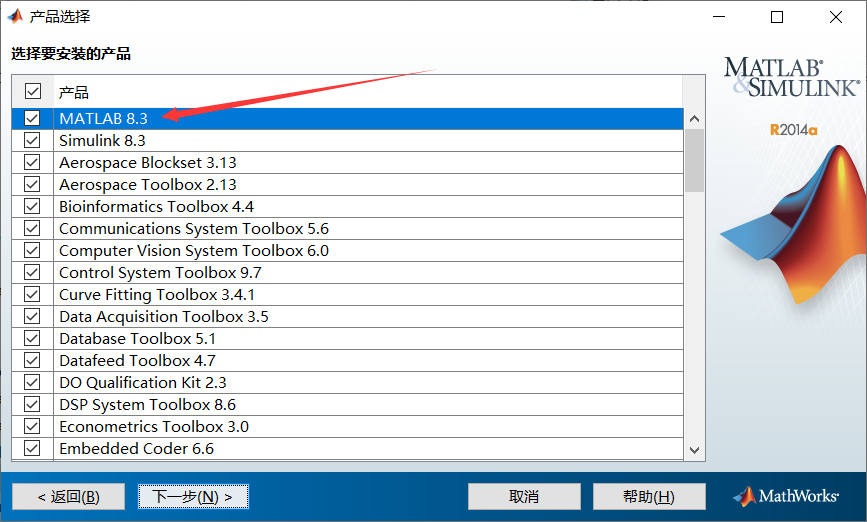 产品选择
选择要安装的产品
产品
MATLAB 8.3
Simulink 8.3
Aerospace Blockset 3.13
Aerospace Toolbox 2.13
Bioinformatics Toolbox 4.4
Communications System Toolbox 5.6
Computer Vision System Toolbox 6.0
Control System Toolbox 9.7
Curve Fitting Toolbox 3.4.1
Data Acquisition Toolbox 3.5
Database Toolbox 5.1
Datafeed Toolbox 4.7
DO Qualification Kit 2.3
DSP System Toolbox 8.6
Econometrics Toolbox 3.0
Embedded Coder 6.6
MATLAB®
&SIMULINK®
R2014a
< 返回(B)
下一步(N) >
取消
帮助(H)
MathWorks®